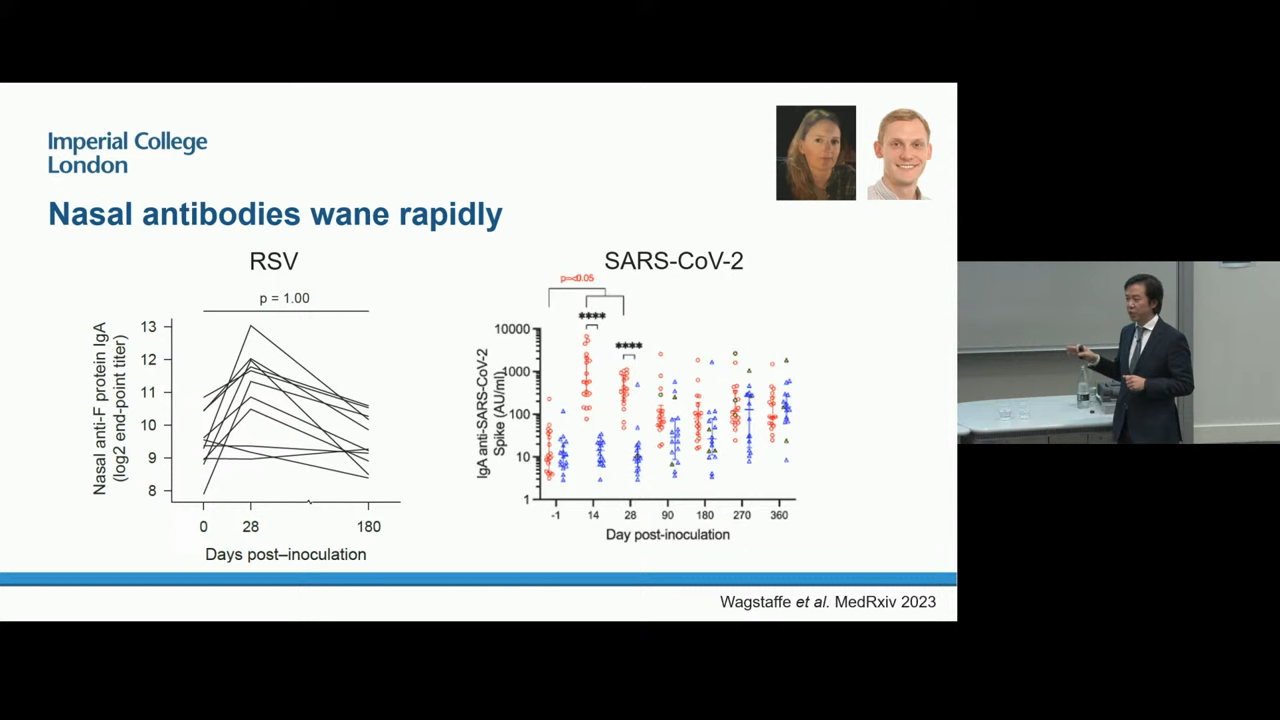 Imperial College
London
Nasal antibodies wane rapidly
RSV
p = 1.00
Nasal anti-F protein IgA
(log2 end-point titer)
13
12
11
10
9
8
0 28 180
Days post–inoculation
SARS-CoV-2
p=<0.05
****
****
IgA anti-SARS-CoV-2
Spike (AU/ml)
10000
1000
100
10
1
-1 14 28 90 180 270 360
Day post-inoculation
Wagstaffe et al. MedRxiv 2023